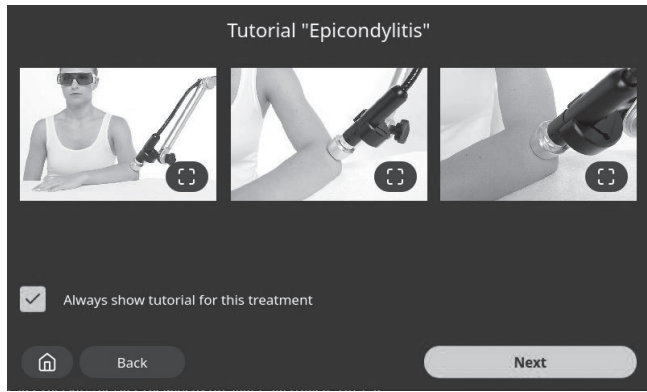 Tutorial "Epicondylitis"
Always show tutorial for this treatment
Back
Next